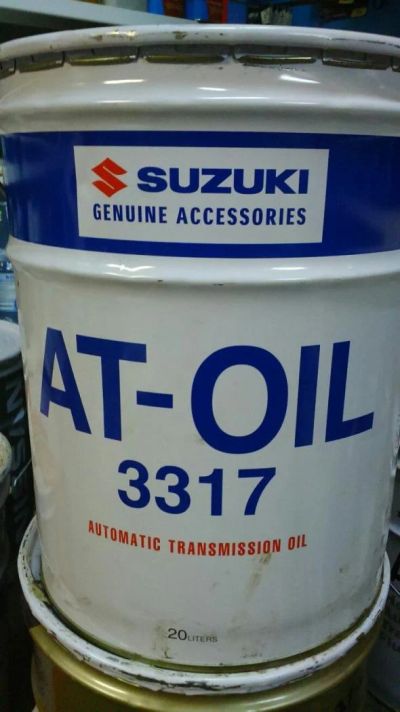 SUZUKI
GENUINE ACCESSORIES
AT-OIL
3317
AUTOMATIC TRANSMISSION OIL
20LITERS